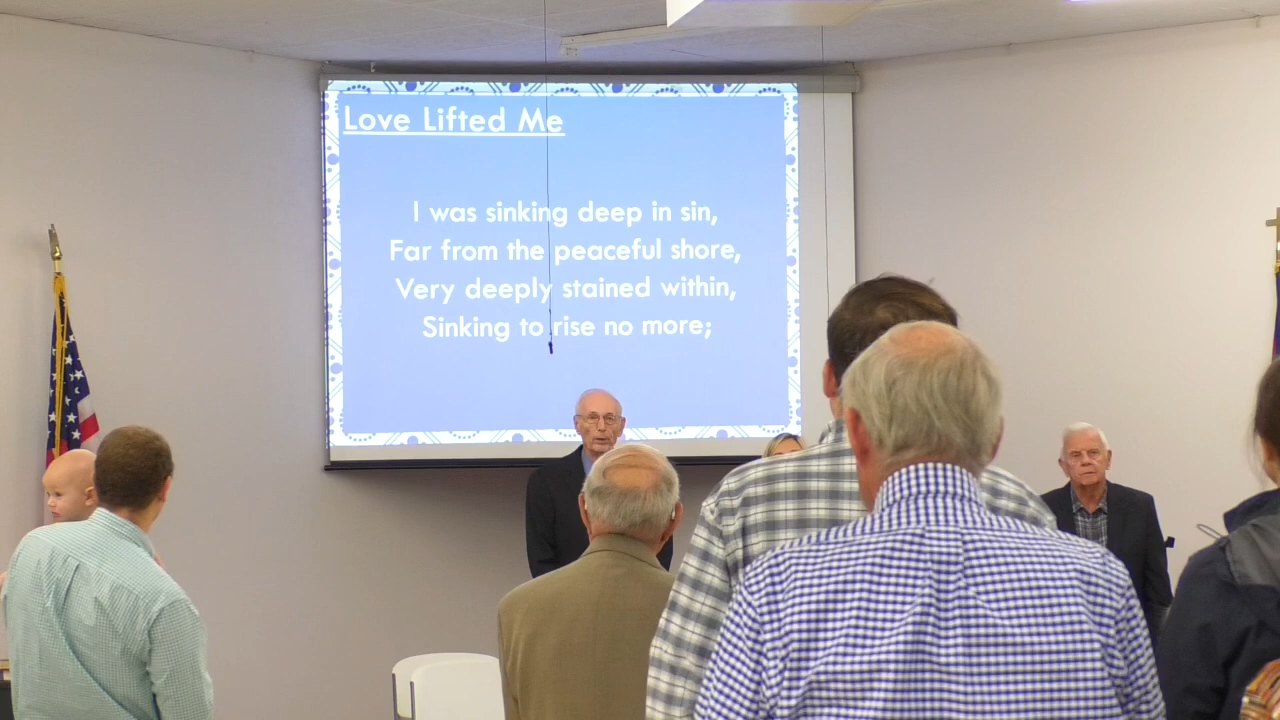 Love Lifted Me
I was sinking deep in sin,
Far from the peaceful shore,
Very deeply stained within,
Sinking to rise no more;